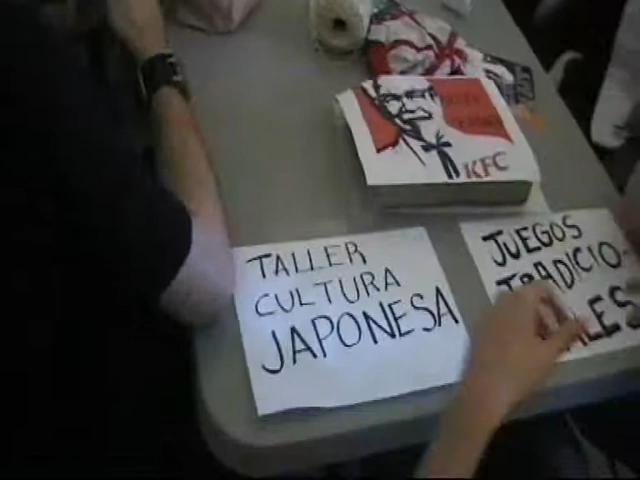 KFC
TALLER
CULTURA
JAPONESA
JUEGOS
TRADICIO-